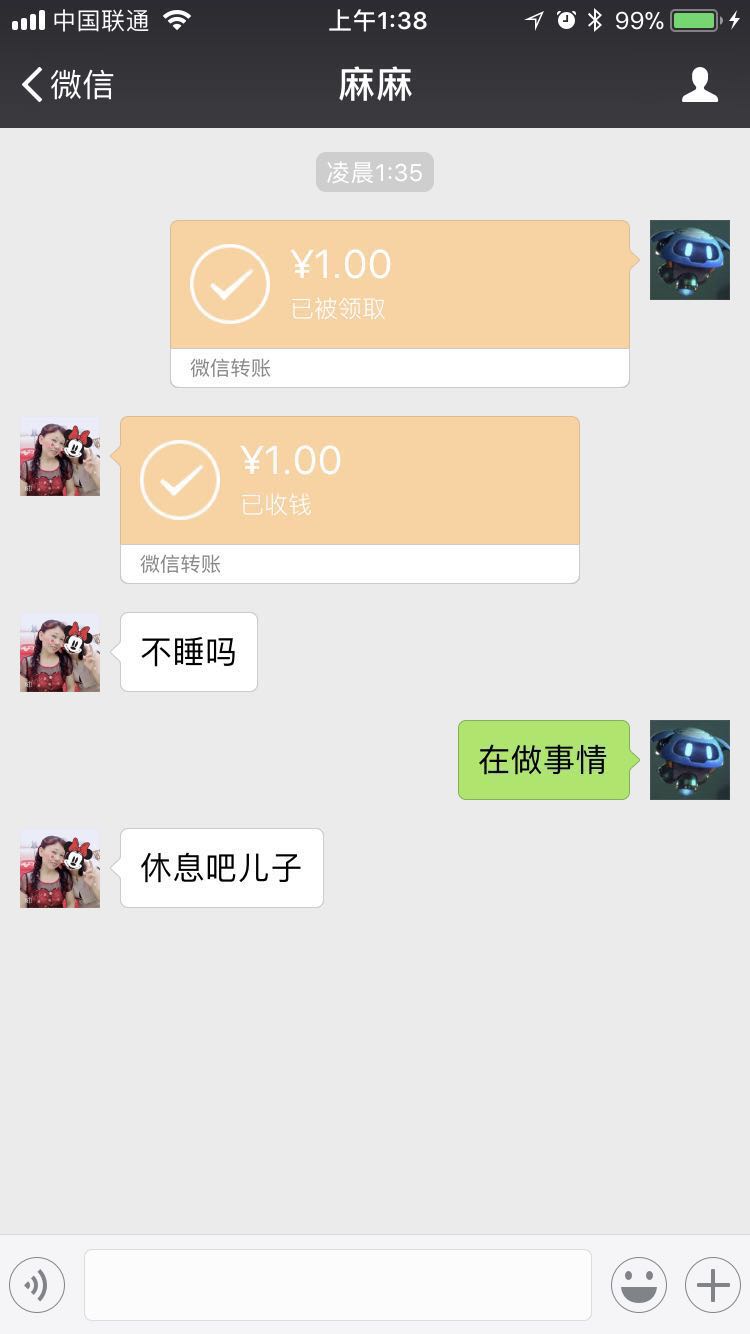 中国联通 上午1:38 99%
微信 麻麻
凌晨1:35
¥1.00
已被领取
微信转账
¥1.00
已收钱
微信转账
不睡吗
在做事情
休息吧儿子